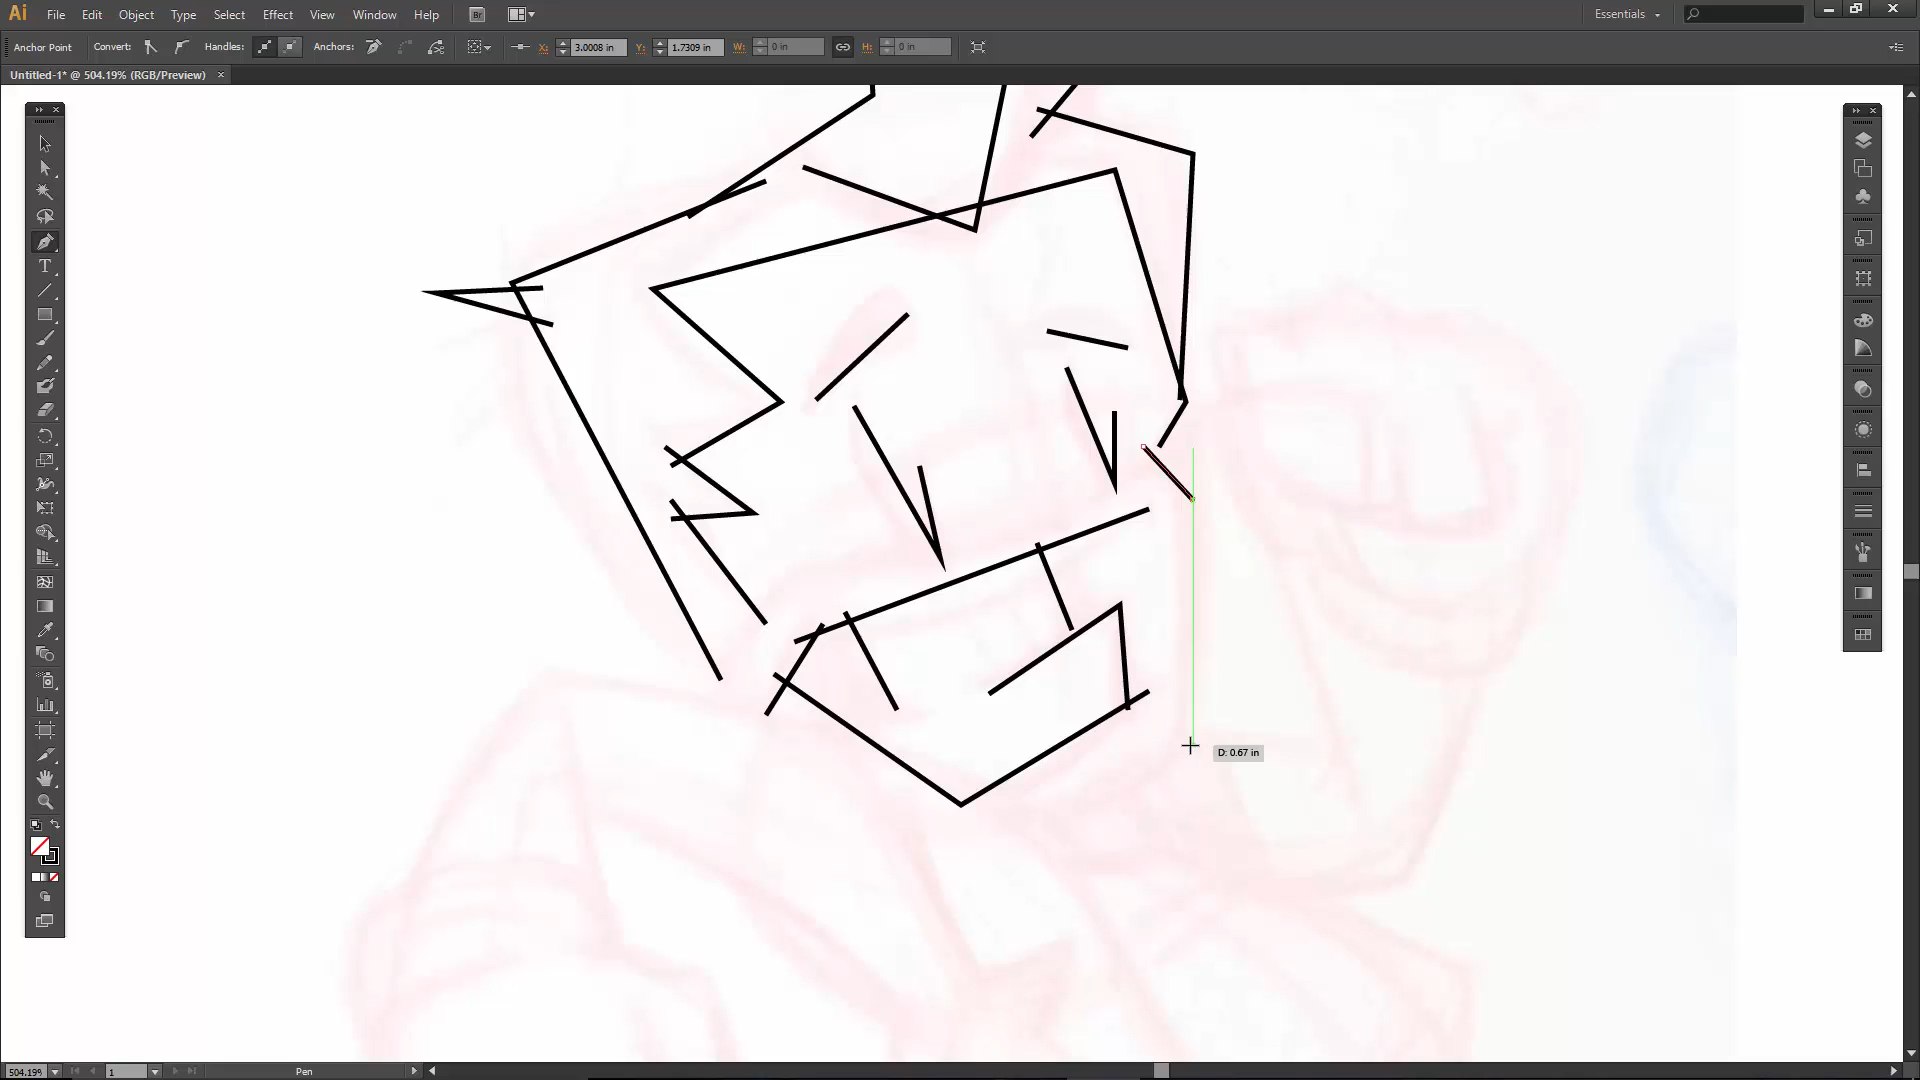 Ai File Edit Object Type Select Effect View Window Help Br Essentials
Anchor Point Convert: Handles: Anchors: X: 3.0008 in Y: 1.7309 in W: 0 in H: 0 in
Untitled-1* @ 504.19% (RGB/Preview)
D: 0.67 in
504.19% 1 Pen